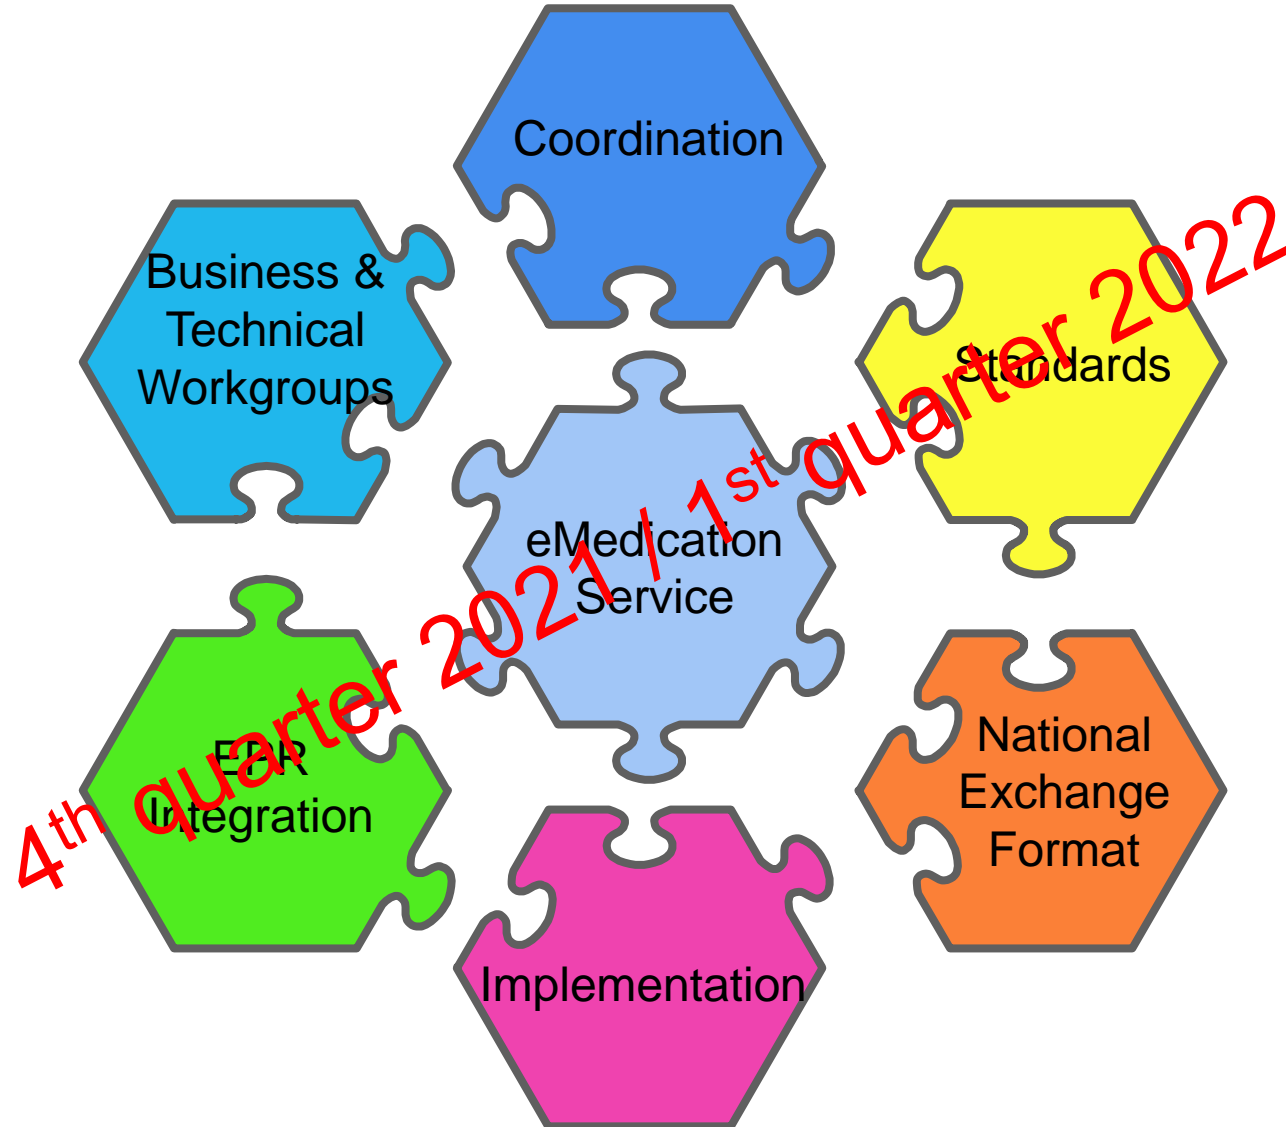 Coordination
Business &
Technical
Workgroups
Standards
eMedication
Service
4th quarter 2021 / 1st quarter 2022
EPR
Integration
National
Exchange
Format
Implementation